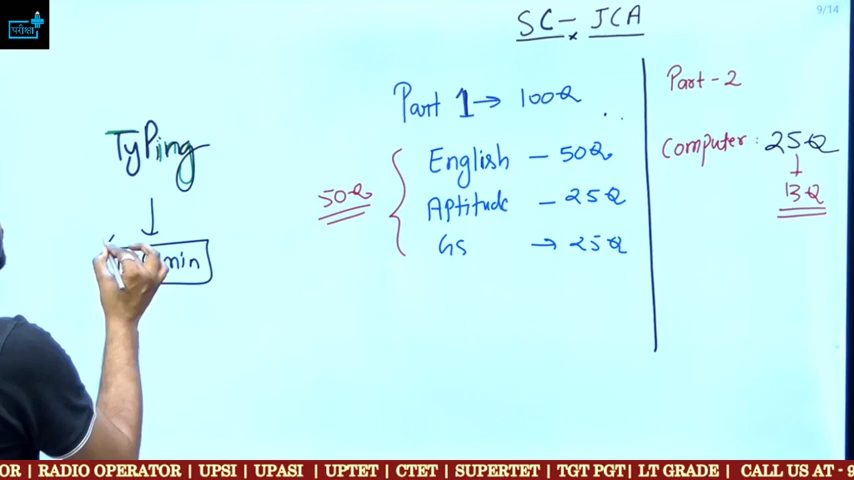 परीक्षा
9/14
SC - JCA
Part 1 → 100Q
English - 50Q
Aptitude - 25Q
GS → 25Q
50Q
Part - 2
Computer : 25Q
13Q
Typing
min
OR | RADIO OPERATOR | UPSI | UPASI | UPTET | CTET | SUPERTET | TGT PGT | LT GRADE | CALL US AT - 9